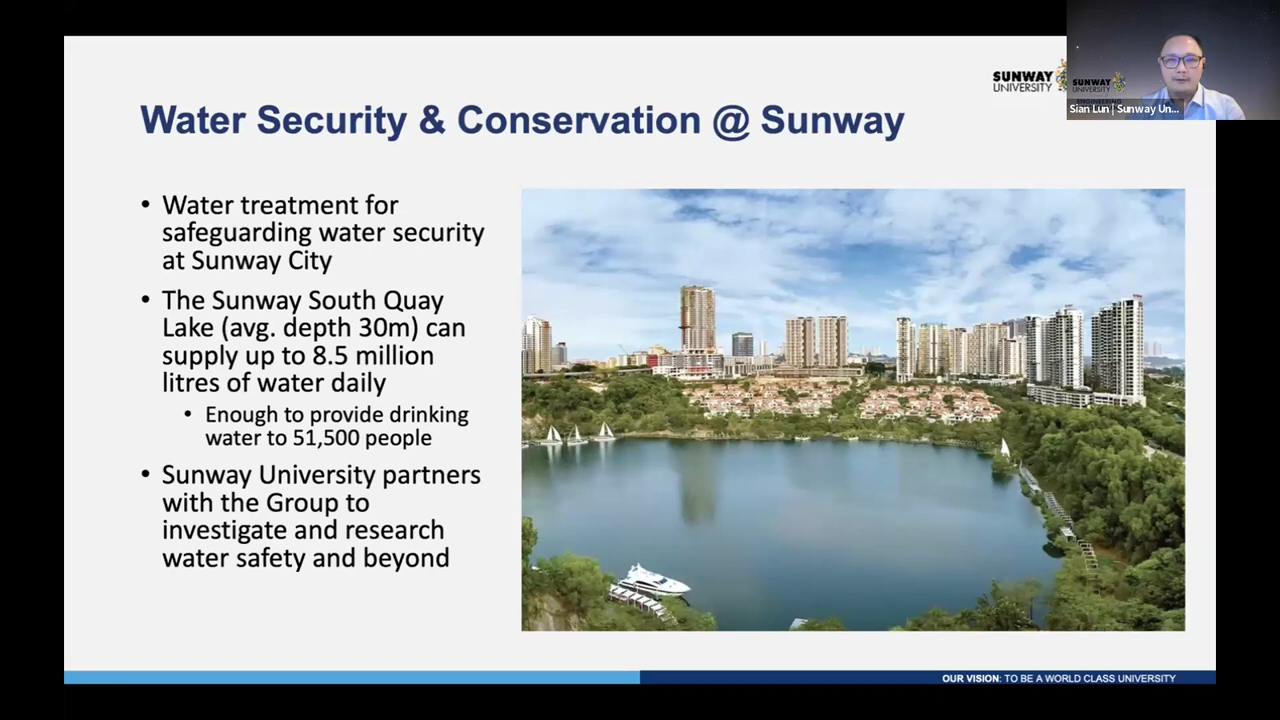 SUNWAY
UNIVERSITY
SUNWAY
UNIVERSITY
Sian Lun | Sunway Un...
Water Security & Conservation @ Sunway
• Water treatment for
safeguarding water security
at Sunway City
• The Sunway South Quay
Lake (avg. depth 30m) can
supply up to 8.5 million
litres of water daily
• Enough to provide drinking
water to 51,500 people
• Sunway University partners
with the Group to
investigate and research
water safety and beyond
OUR VISION: TO BE A WORLD CLASS UNIVERSITY